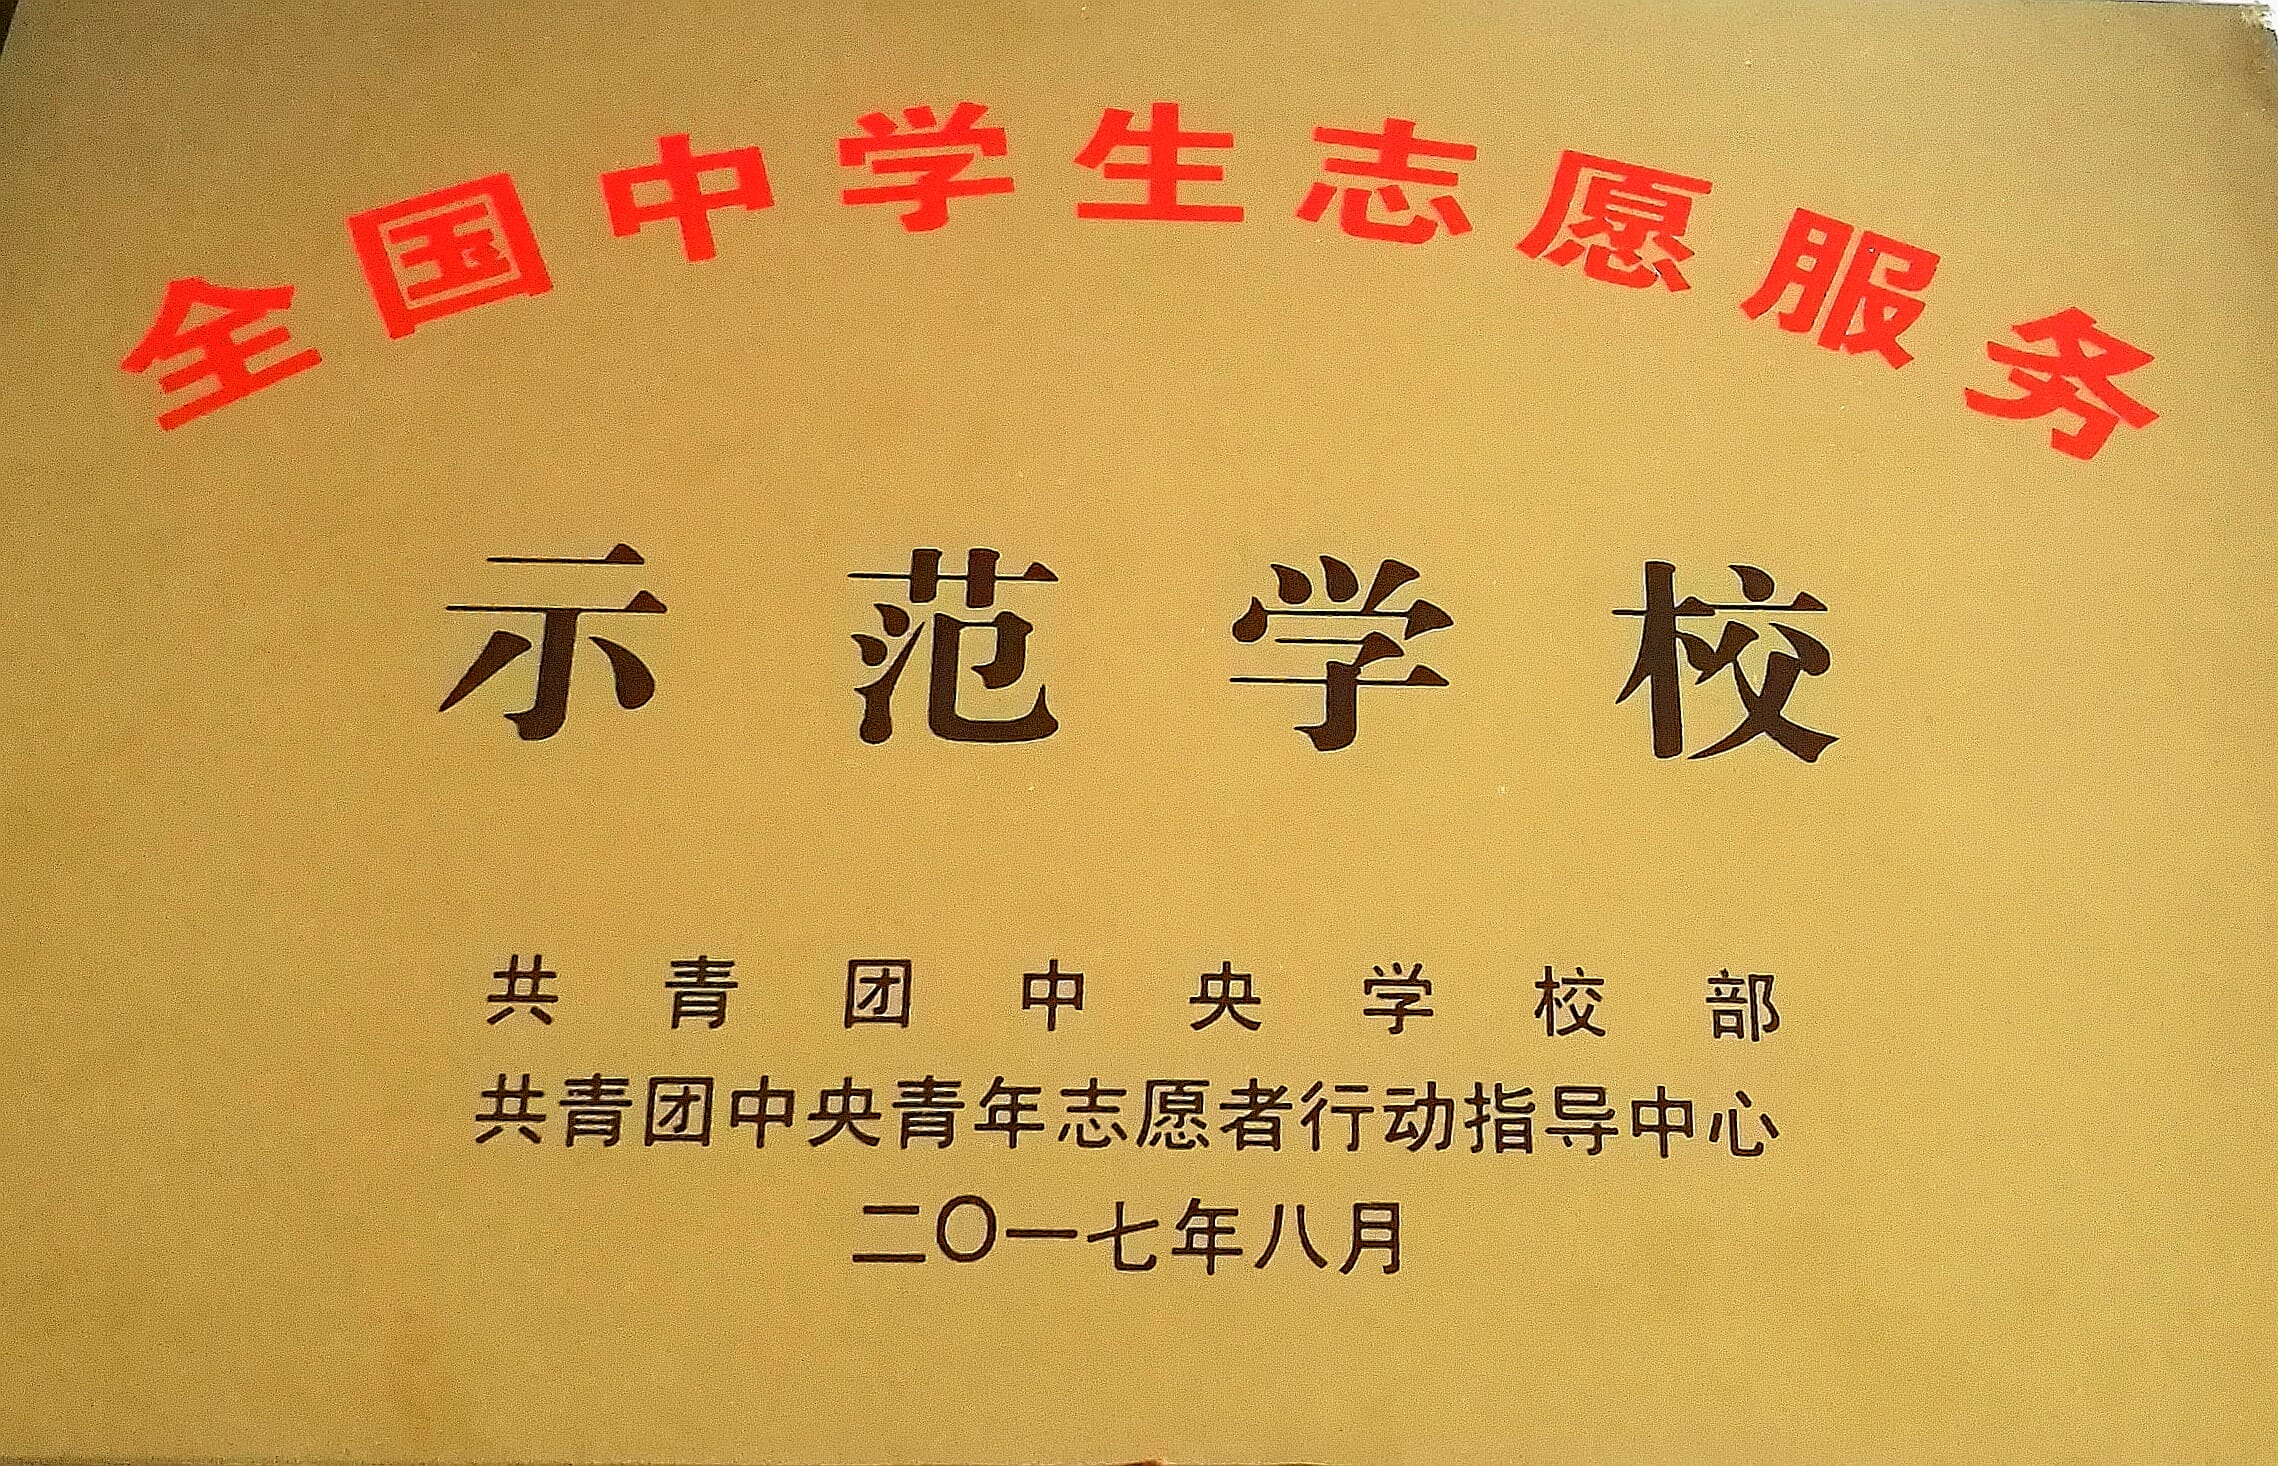 全国中学生志愿服务
示范学校
共青团中央学校部
共青团中央青年志愿者行动指导中心
二〇一七年八月